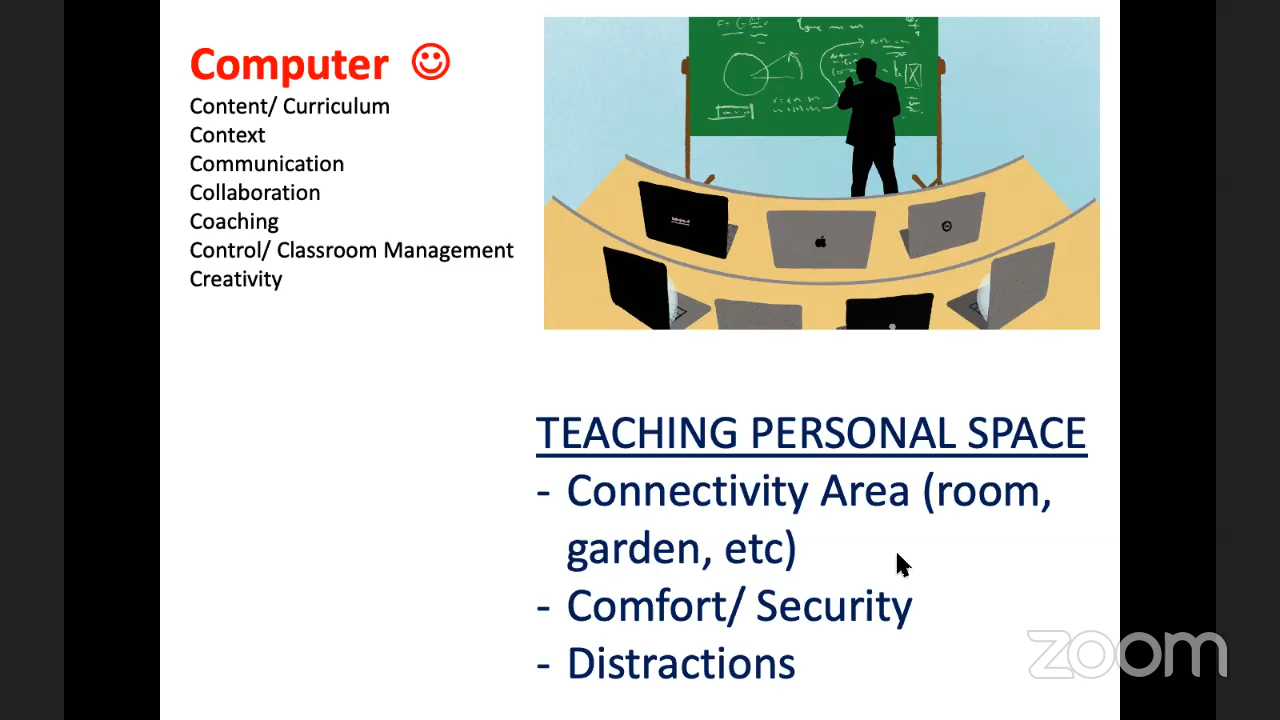 Computer ☺
Content/ Curriculum
Context
Communication
Collaboration
Coaching
Control/ Classroom Management
Creativity
TEACHING PERSONAL SPACE
- Connectivity Area (room,
garden, etc)
- Comfort/ Security
- Distractions
zoom